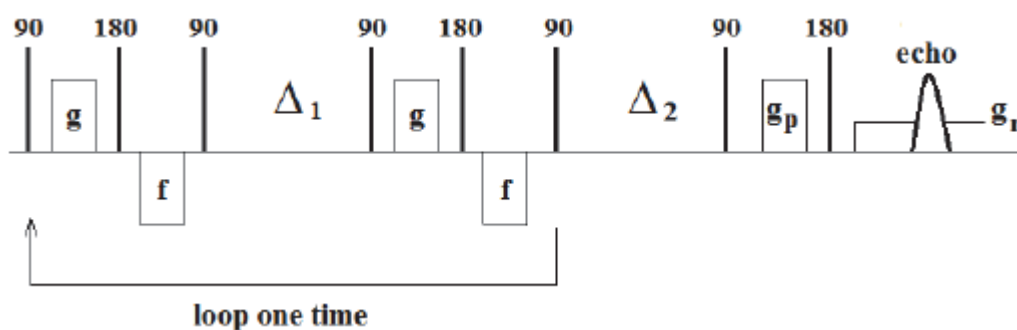 90 180 90 90 180 90 90 180
echo
g Δ1 g Δ2 gp gr
f f
loop one time